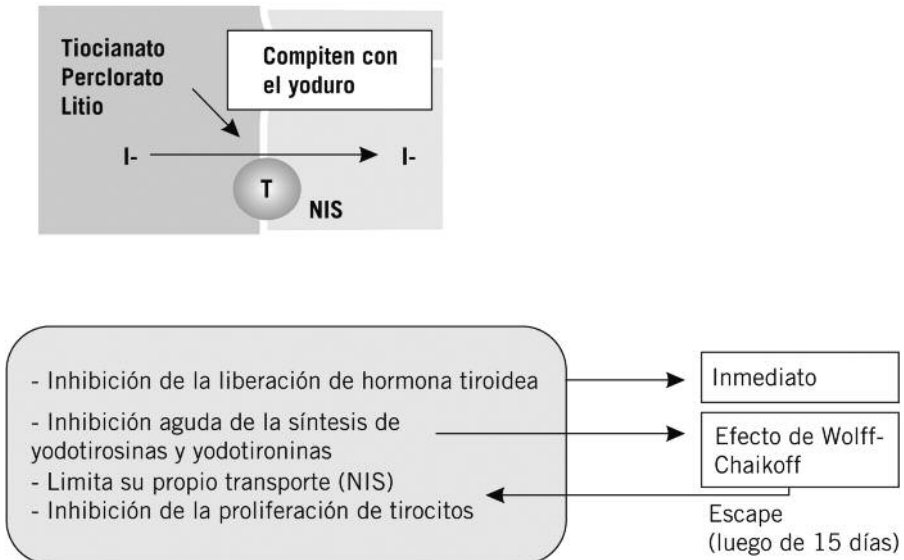 Tiocianato
Perclorato
Litio
Compiten con
el yoduro
I-
I-
T
NIS
- Inhibición de la liberación de hormona tiroidea
Inmediato
- Inhibición aguda de la síntesis de
yodotirosinas y yodotironinas
Efecto de Wolff-
Chaikoff
- Limita su propio transporte (NIS)
- Inhibición de la proliferación de tirocitos
Escape
(luego de 15 días)